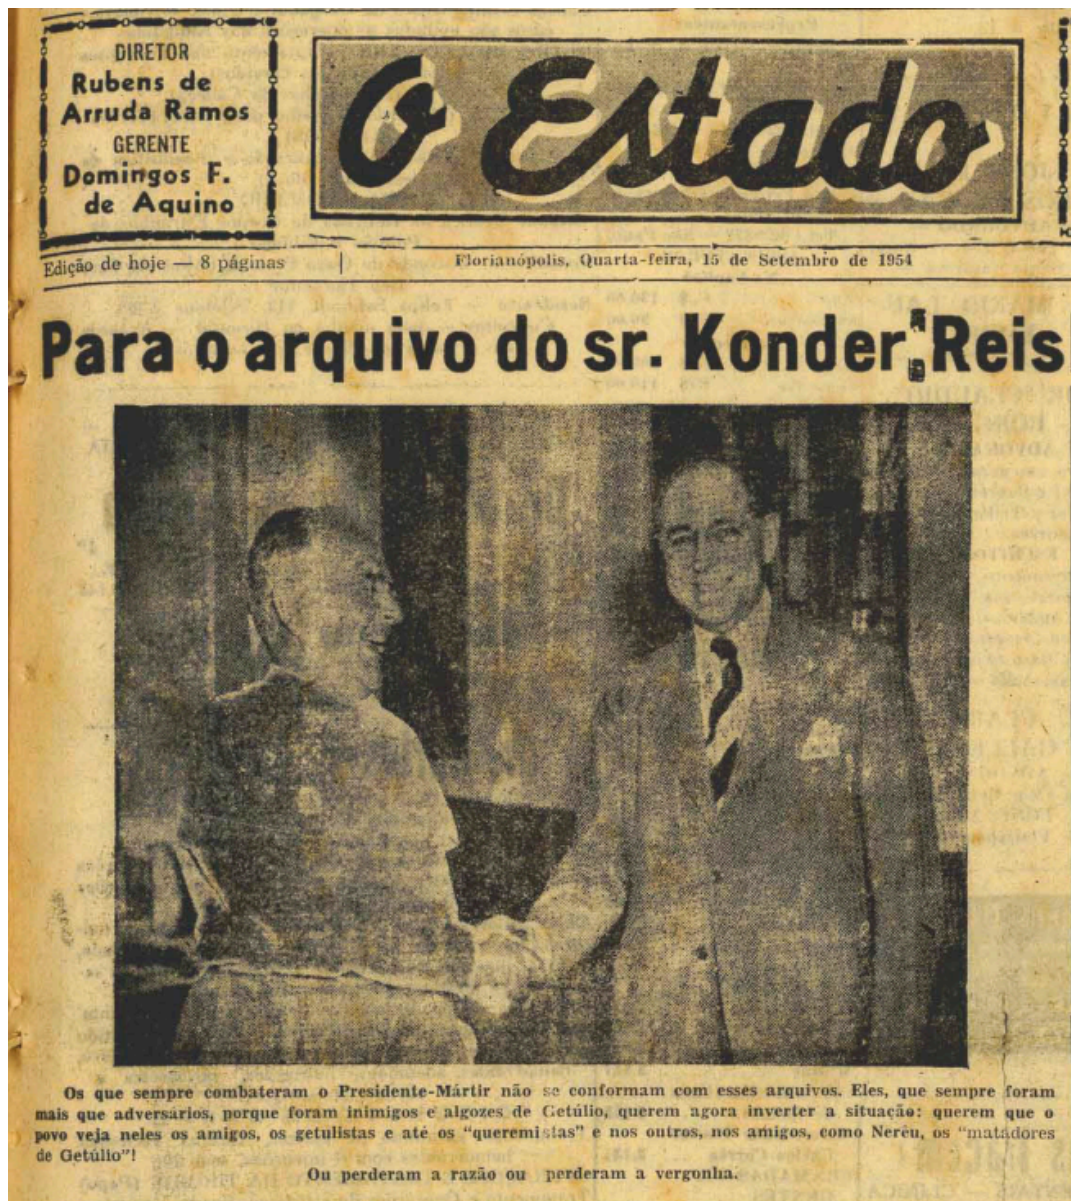 DIRETOR
Rubens de
Arruda Ramos
GERENTE
Domingos F.
de Aquino
O Estado
Edição de hoje — 8 páginas
Florianópolis, Quarta-feira, 15 de Setembro de 1954
Para o arquivo do sr. Konder Reis
Os que sempre combateram o Presidente-Mártir não se conformam com esses arquivos. Eles, que sempre foram
mais que adversários, porque foram inimigos e algozes de Getúlio, querem agora inverter a situação: querem que o
povo veja neles os amigos, os getulistas e até os "queremistas" e nos outros, nos amigos, como Nerêu, os "matadores
de Getúlio"!
Ou perderam a razão ou perderam a vergonha.